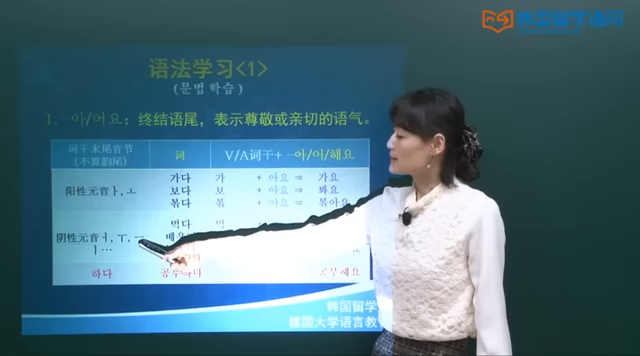 韩国留学通网
语法学习<1>
(문법 학습)
1. -아/어요: 终结语尾，表示尊敬或亲切的语气。
词干末尾音节 (不算韵尾) 词 V/A词干+ -아/어/해요
가다 가 + 아요 ⇒ 가요
阳性元音ㅏ,ㅗ 보다 보 + 아요 ⇒ 봐요
볶다 볶 + 아요 ⇒ 볶아요
먹다 먹
阴性元音ㅓ,ㅜ,ㅡ
ㅣ…
하다 공부하다 공부해요
韩国留学
建国大学语言教